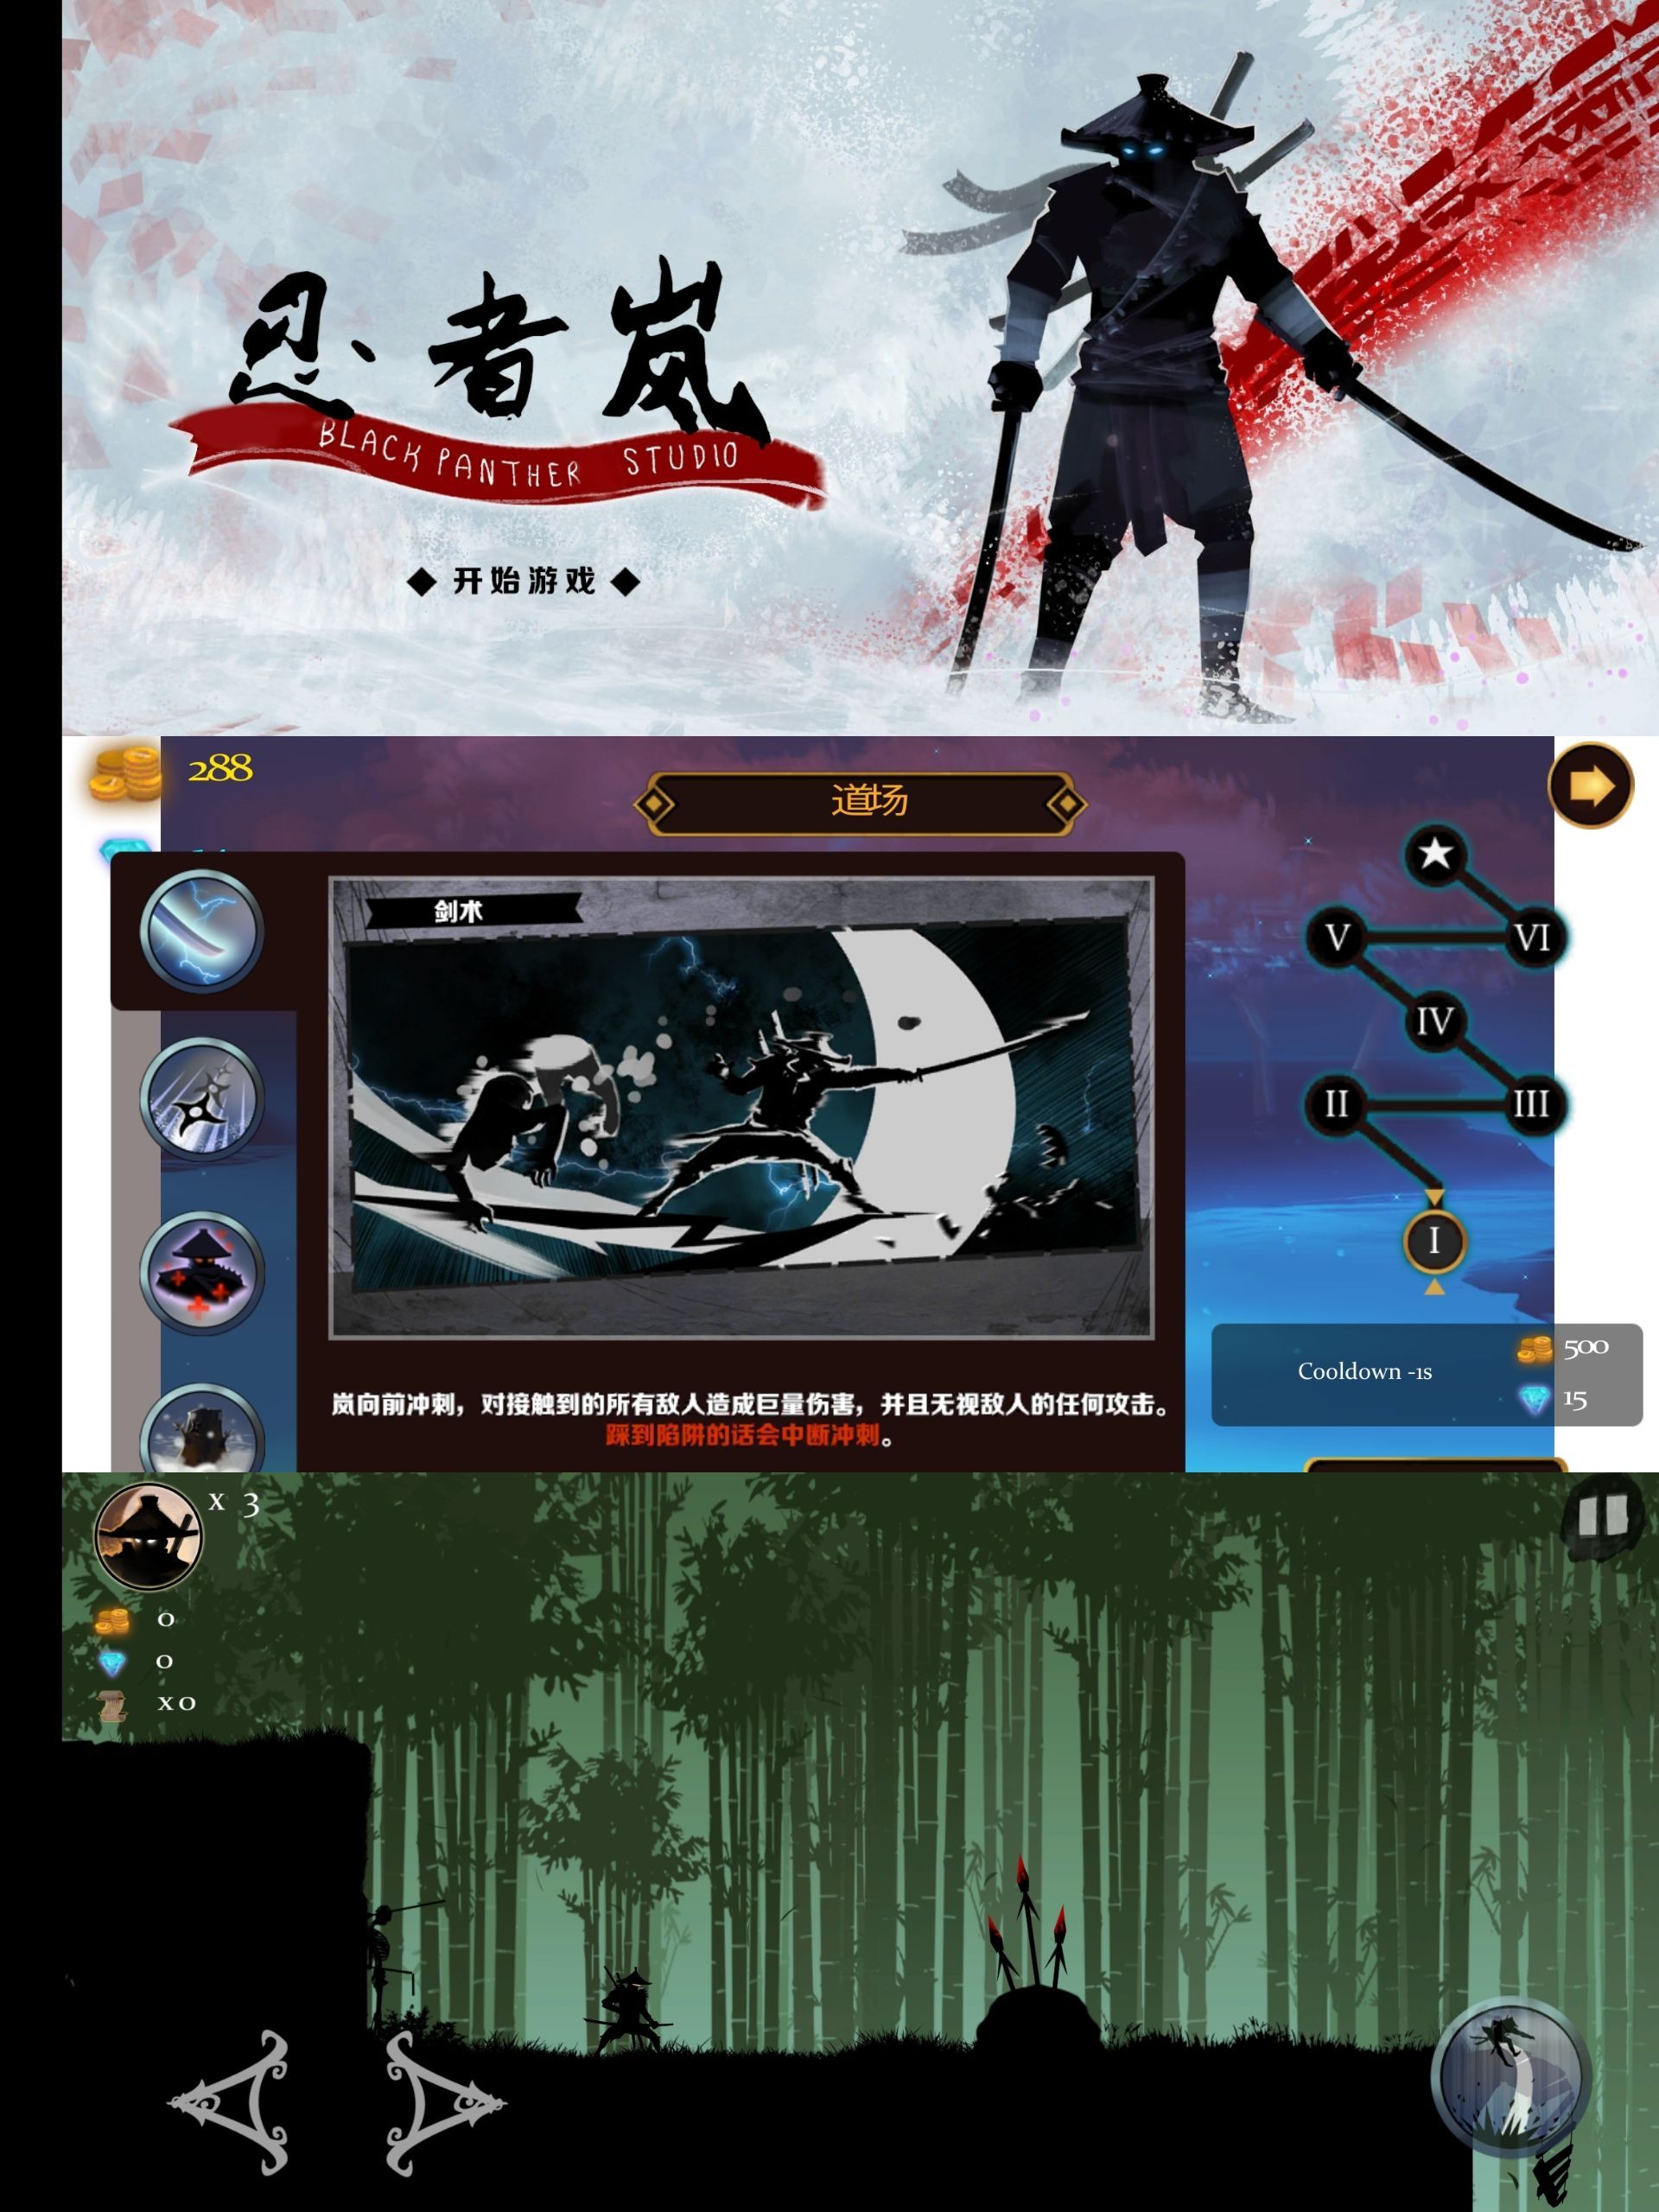 忍者岚
BLACK PANTHER STUDIO
开始游戏
288
道场
剑术
V
VI
IV
II
III
I
岚向前冲刺，对接触到的所有敌人造成巨量伤害，并且无视敌人的任何攻击。
踩到陷阱的话会中断冲刺。
Cooldown -1s
500
15
x 3
0
0
x0